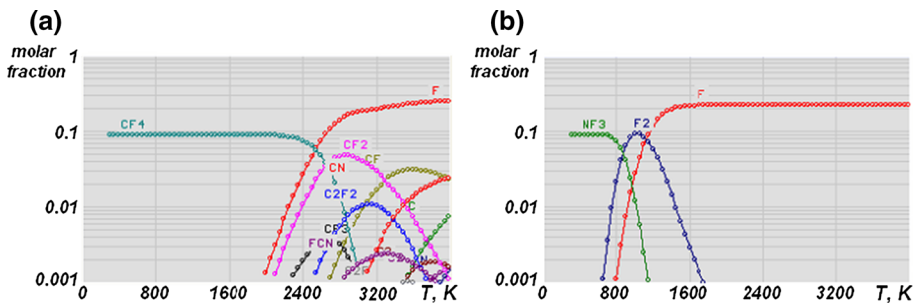 (a)
(b)
molar
fraction
1
0.1
0.01
0.001
CF4
F
CF2
CN
CF
C2F2
C
CF3
FCN
0
800
1600
2400
3200
T, K
molar
fraction
1
0.1
0.01
0.001
NF3
F2
F
0
800
1600
2400
3200
T, K